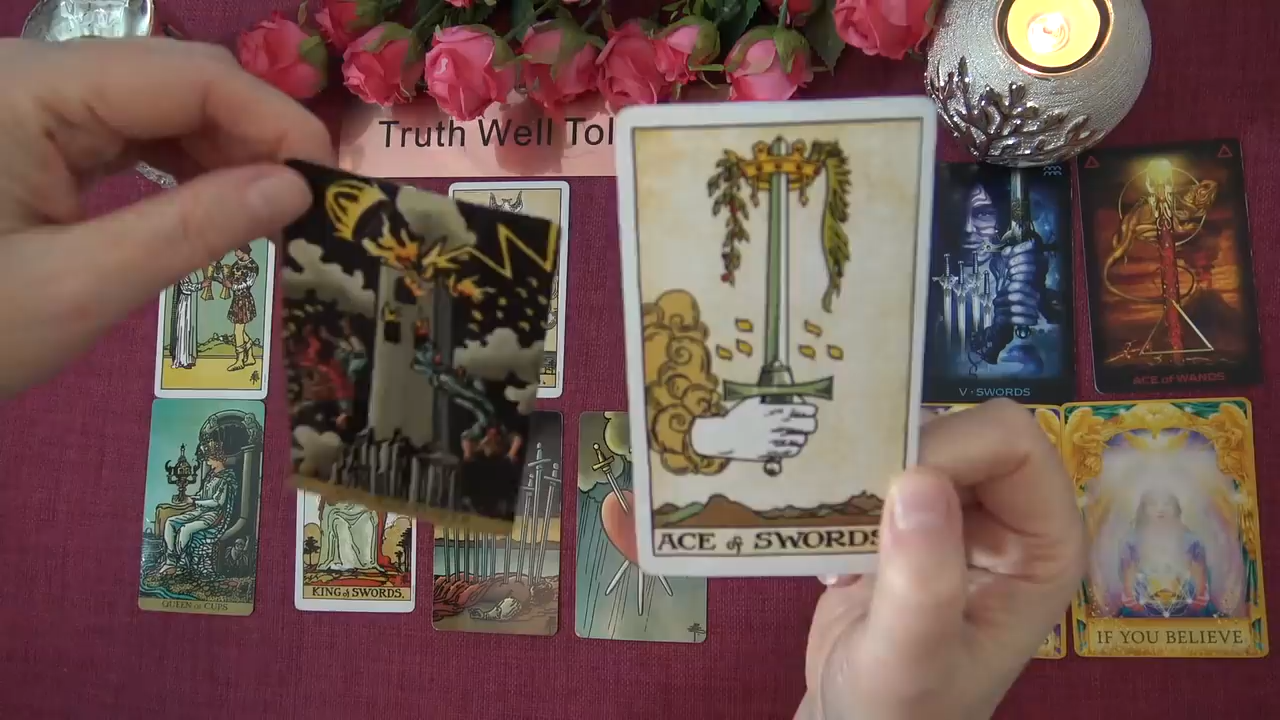 Truth Well Tol
ACE of SWORDS
V · SWORDS
ACE of WANDS
QUEEN of CUPS
KING of SWORDS.
IF YOU BELIEVE